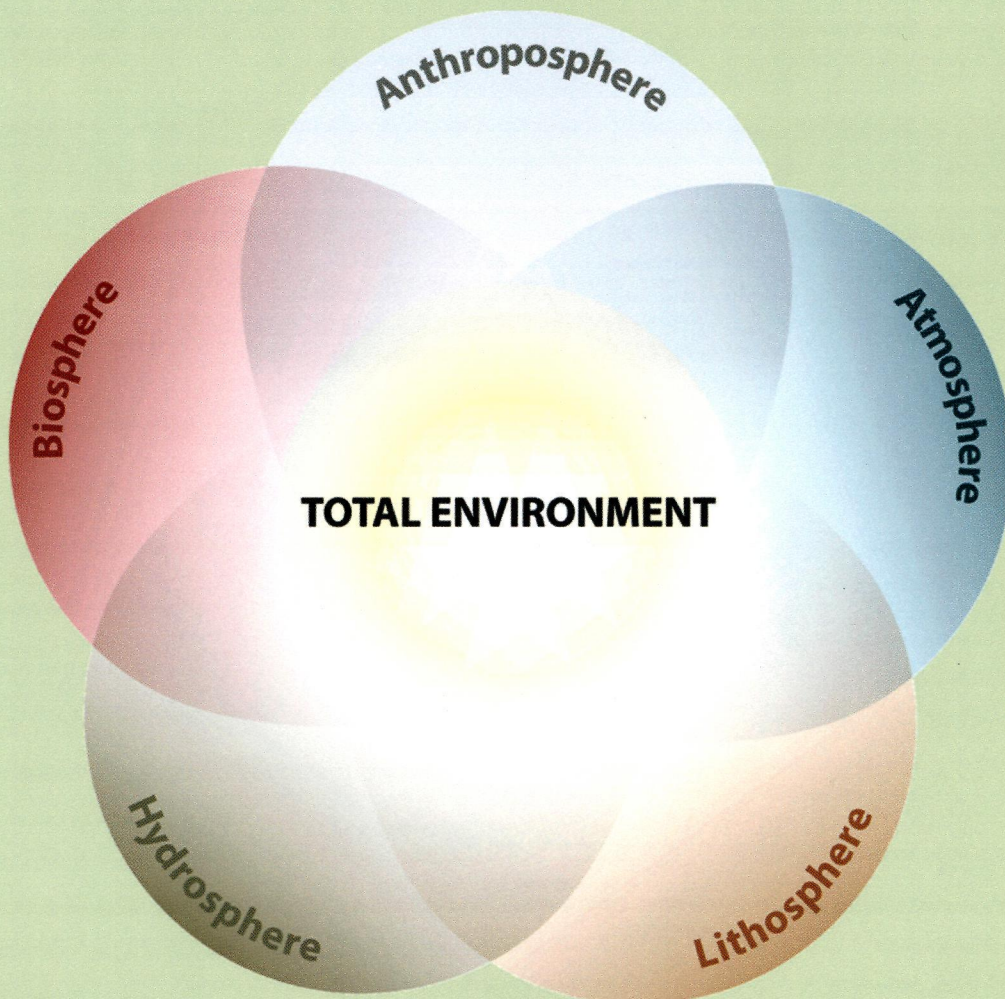 Anthroposphere
Atmosphere
Biosphere
TOTAL ENVIRONMENT
Hydrosphere
Lithosphere